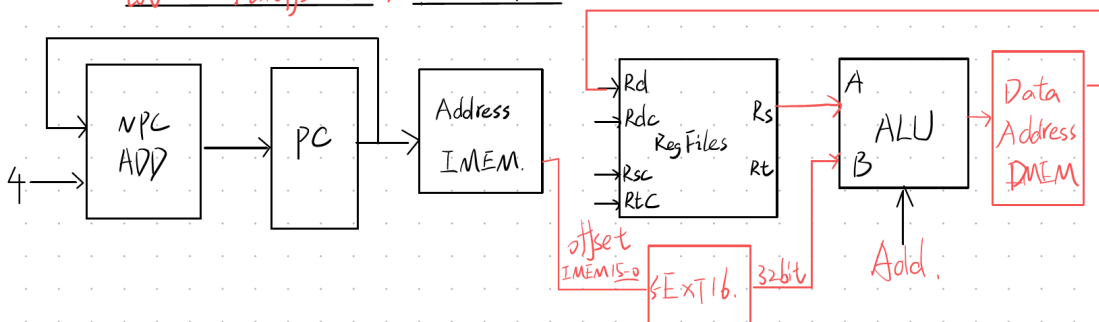 4
NPC
ADD
PC
Address
IMEM.
offset
IMEM15-0
SExT16.
32bit
Rd
Rdc
Rsc
Rtc
RegFiles
Rs
Rt
A
B
ALU
Add.
Data
Address
DMEM